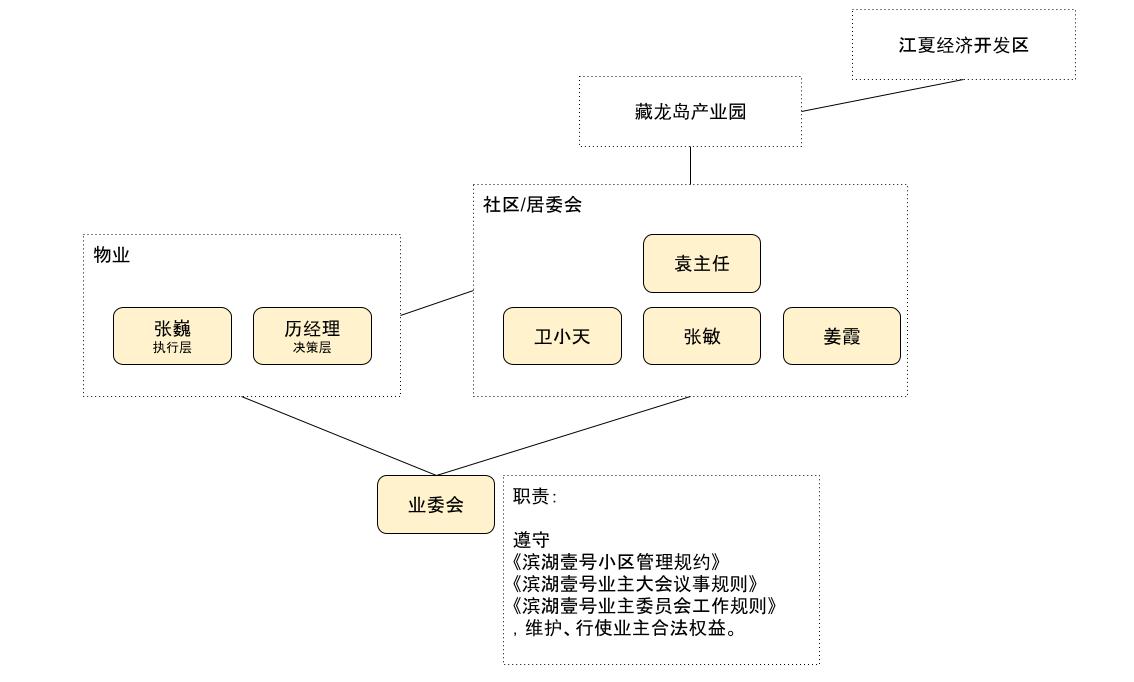 江夏经济开发区
藏龙岛产业园
社区/居委会
袁主任
卫小天
张敏
姜霞
物业
张巍
执行层
历经理
决策层
业委会
职责：
遵守
《滨湖壹号小区管理规约》
《滨湖壹号业主大会议事规则》
《滨湖壹号业主委员会工作规则》
，维护、行使业主合法权益。